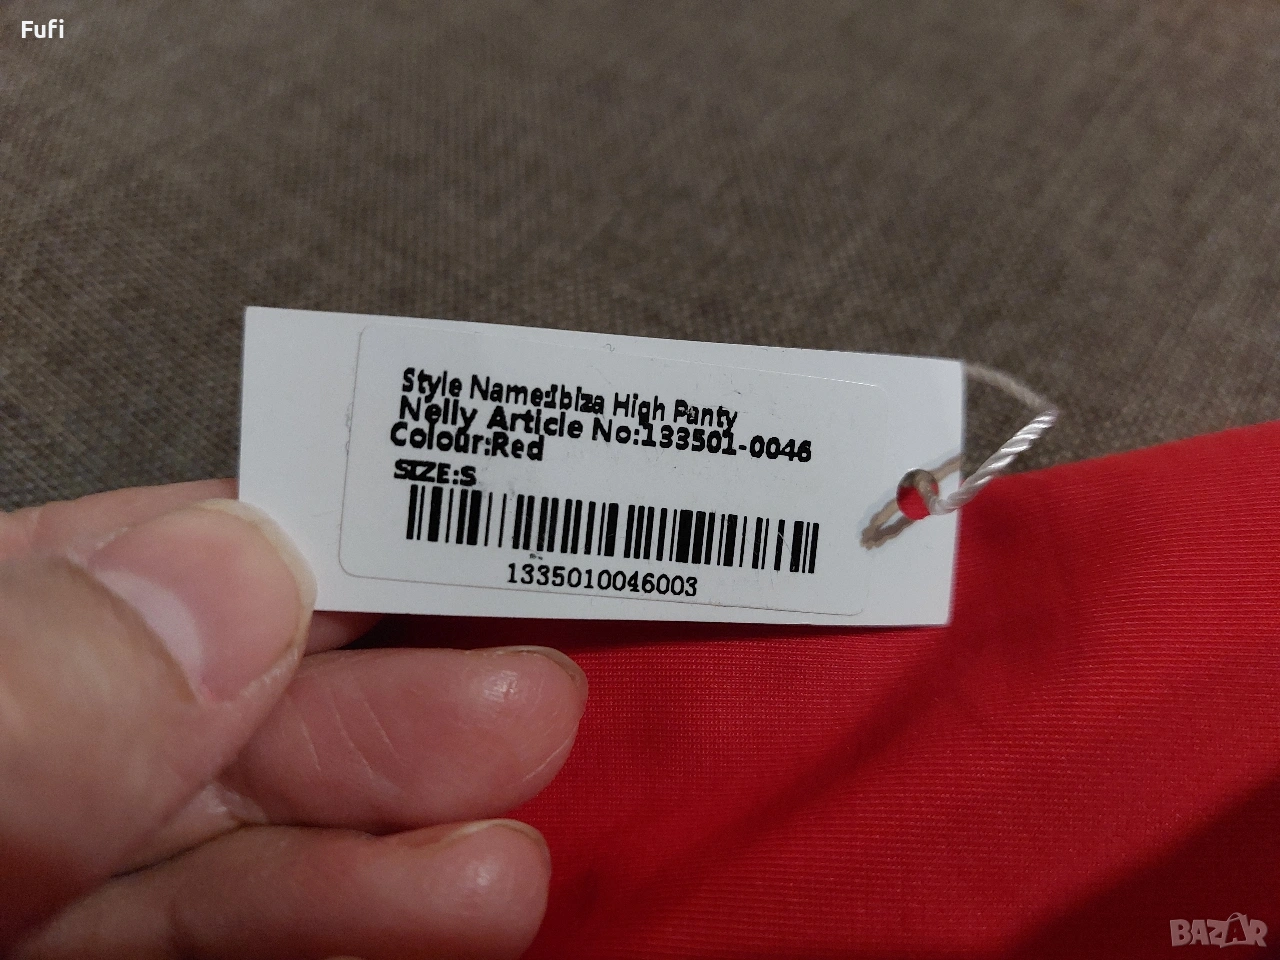 Fufi
Style Name:Ibiza High Panty
Nelly Article No:133501-0046
Colour:Red
SIZE:S
1335010046003
BAZAR